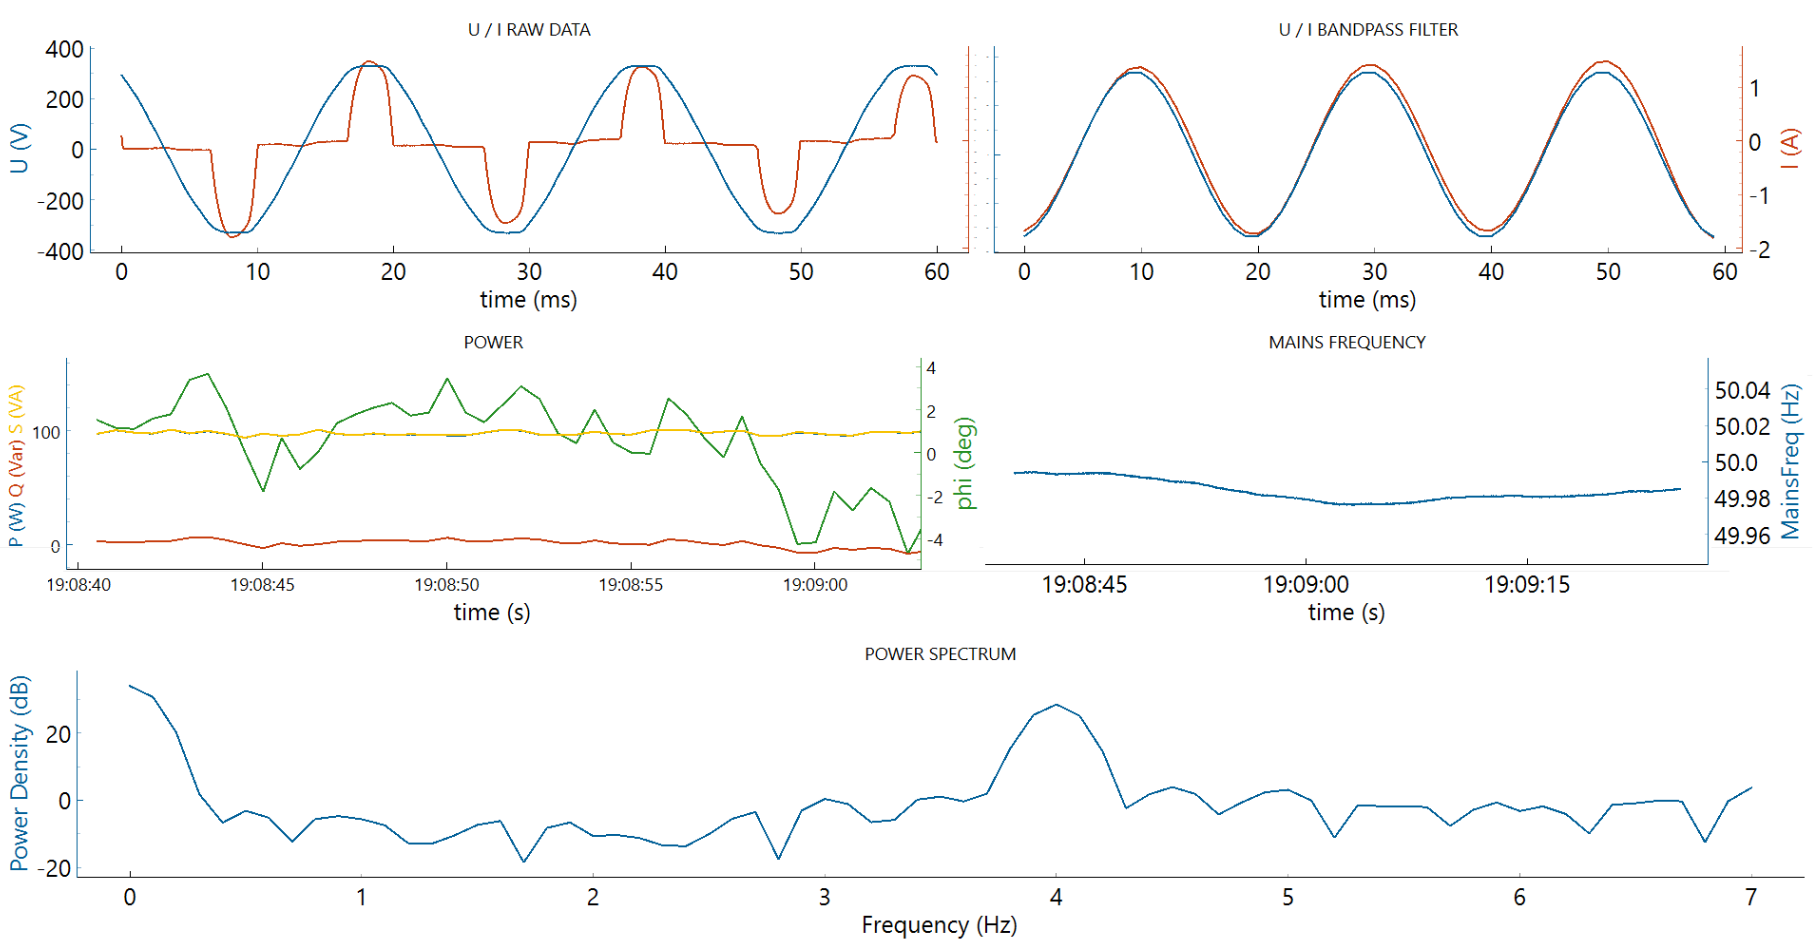 U / I RAW DATA
U / I BANDPASS FILTER
400
200
0
-200
-400
U (V)
0 10 20 30 40 50 60
time (ms)
1
0
-1
-2
I (A)
0 10 20 30 40 50 60
time (ms)
POWER
MAINS FREQUENCY
P (W) Q (Var) S (VA)
100
0
4
2
0
-2
-4
phi (deg)
19:08:40 19:08:45 19:08:50 19:08:55 19:09:00
time (s)
50.04
50.02
50.0
49.98
49.96
MainsFreq (Hz)
19:08:45 19:09:00 19:09:15
time (s)
POWER SPECTRUM
Power Density (dB)
20
0
-20
0 1 2 3 4 5 6 7
Frequency (Hz)